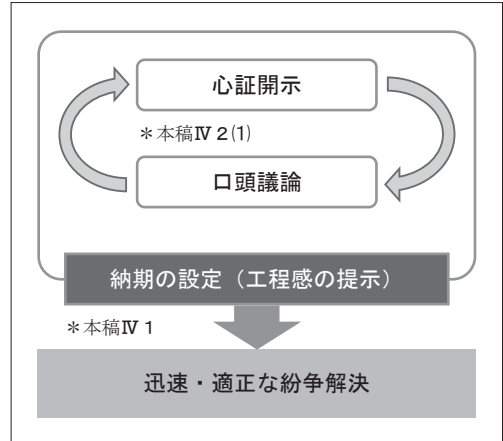 心証開示
＊本稿Ⅳ 2⑴
口頭議論
納期の設定（工程感の提示）
＊本稿Ⅳ 1
迅速・適正な紛争解決